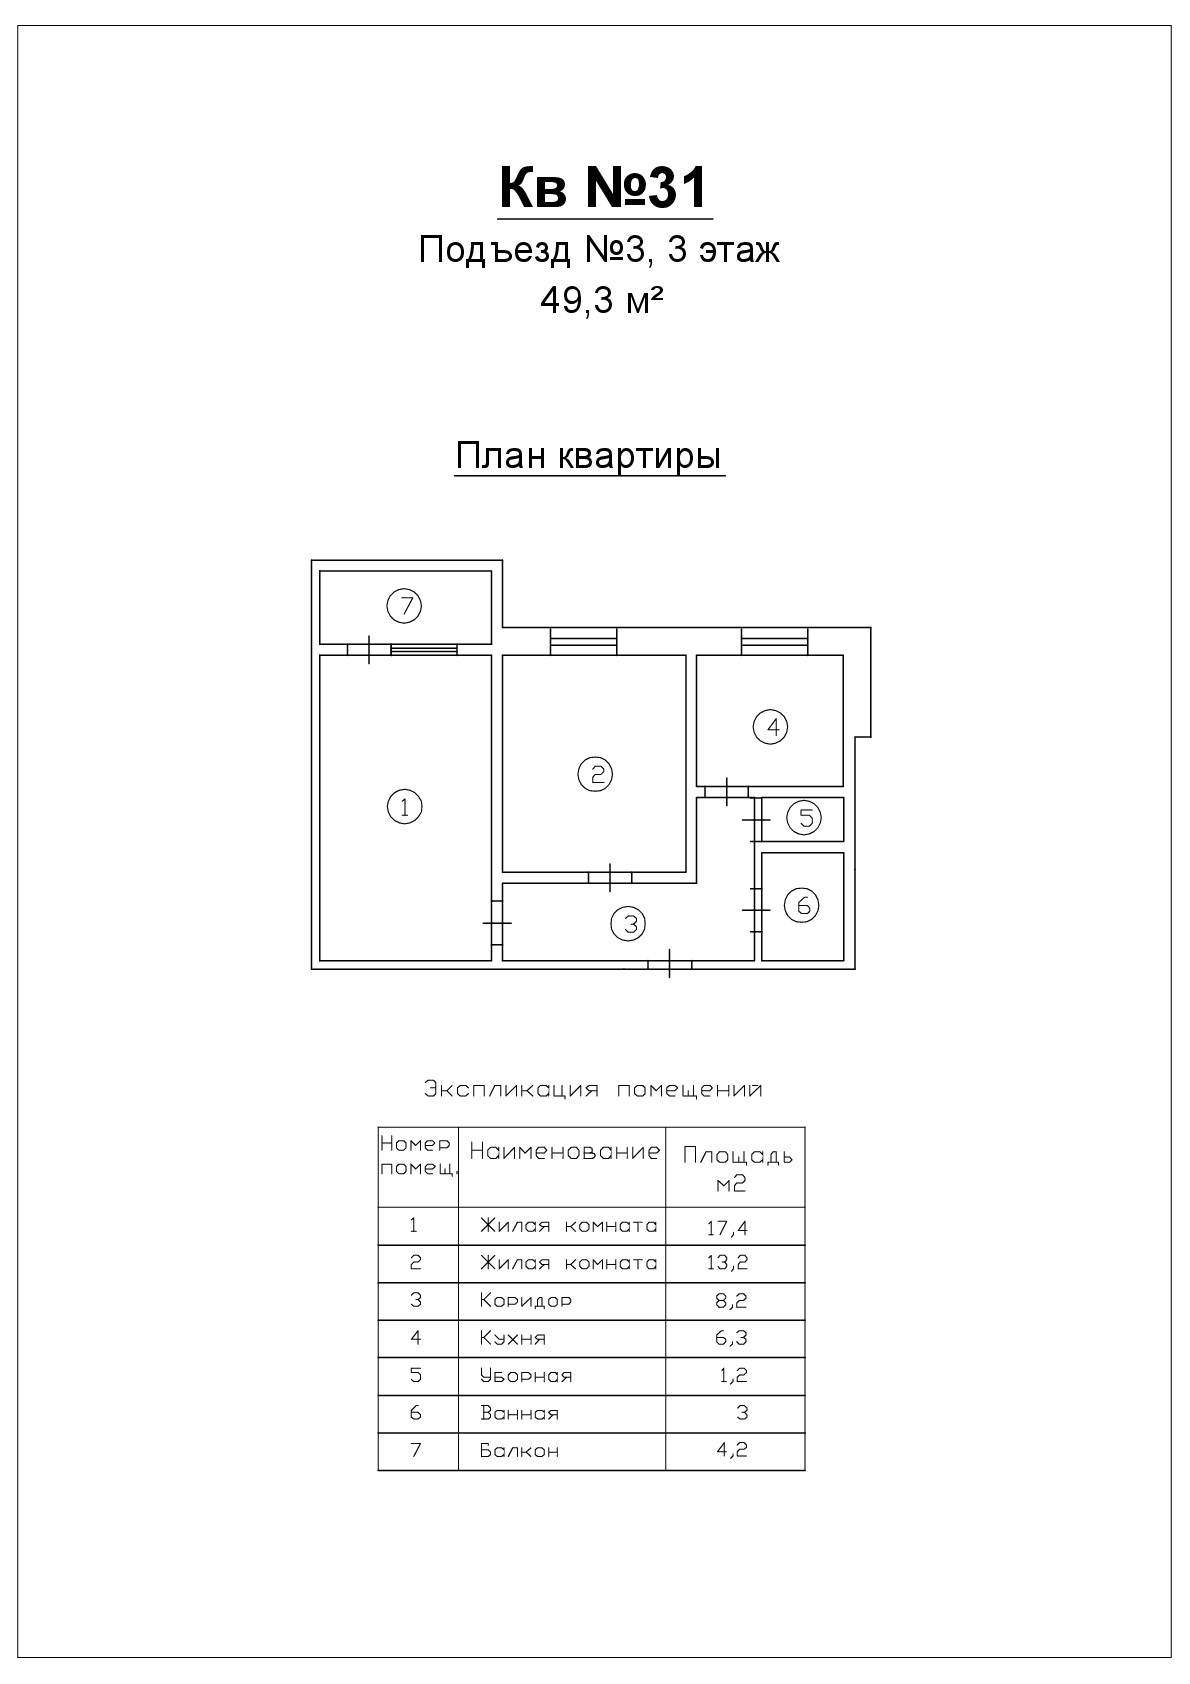 Кв №31
Подъезд №3, 3 этаж
49,3 м²
План квартиры
7
4
2
1
5
6
3
Экспликация помещений
Номер помещ. Наименование Площадь м2
1 Жилая комната 17,4
2 Жилая комната 13,2
3 Коридор 8,2
4 Кухня 6,3
5 Уборная 1,2
6 Ванная 3
7 Балкон 4,2